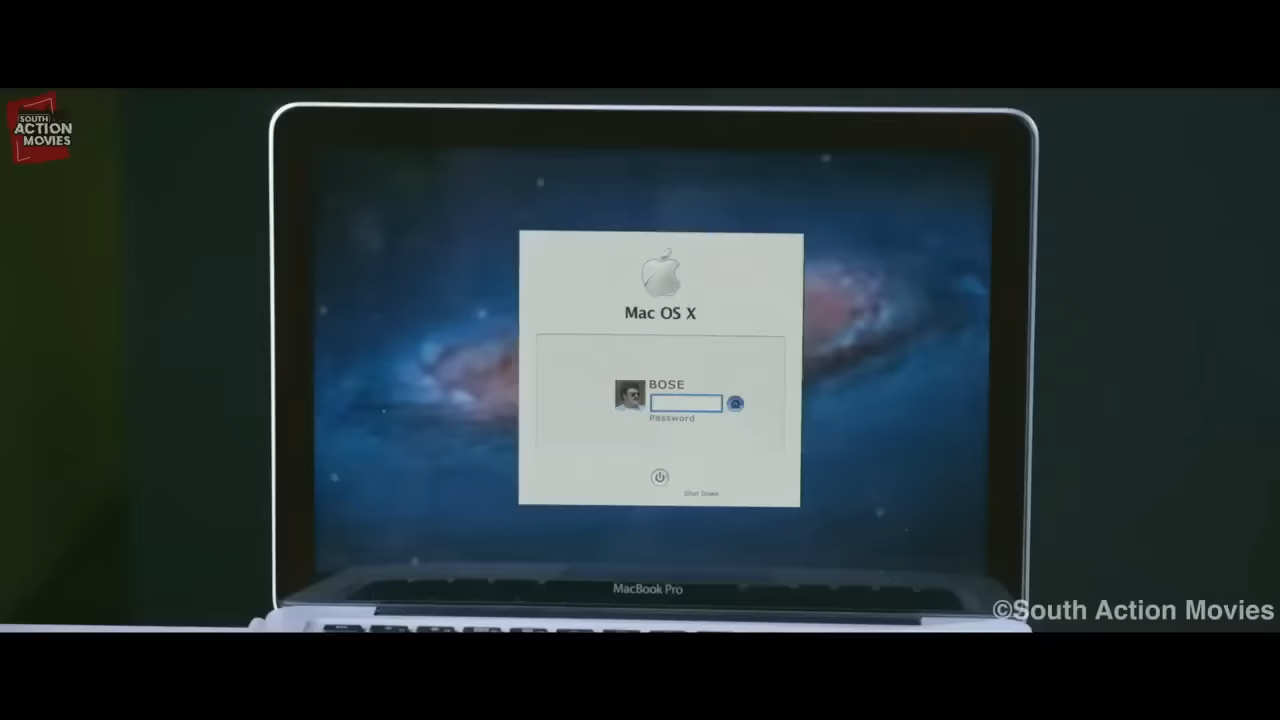 SOUTH
ACTION
MOVIES
Mac OS X
BOSE
Password
Shut Down
MacBook Pro
©South Action Movies